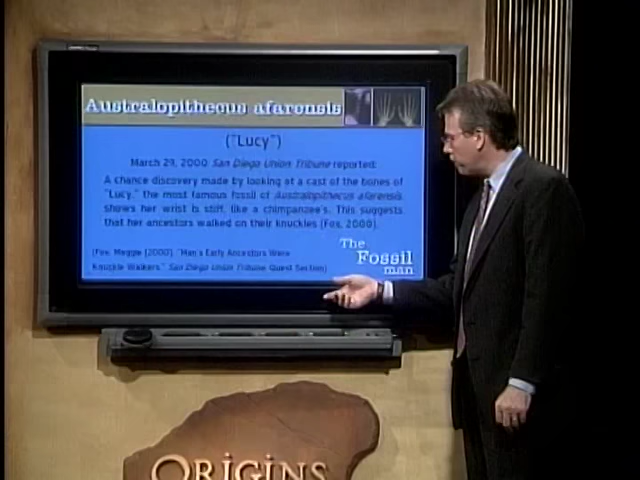 Australopithecus afarensis
("Lucy")
March 29, 2000 San Diego Union Tribune reported:
A chance discovery made by looking at a cast of the bones of
"Lucy," the most famous fossil of Australopithecus afarensis,
shows her wrist is stiff, like a chimpanzee's. This suggests
that her ancestors walked on their knuckles (Fox, 2000).
(Fox, Maggie [2000]. "Man's Early Ancestors Were
Knuckle Walkers." San Diego Union Tribune Quest Section)
The
Fossil
man
ORIGINS